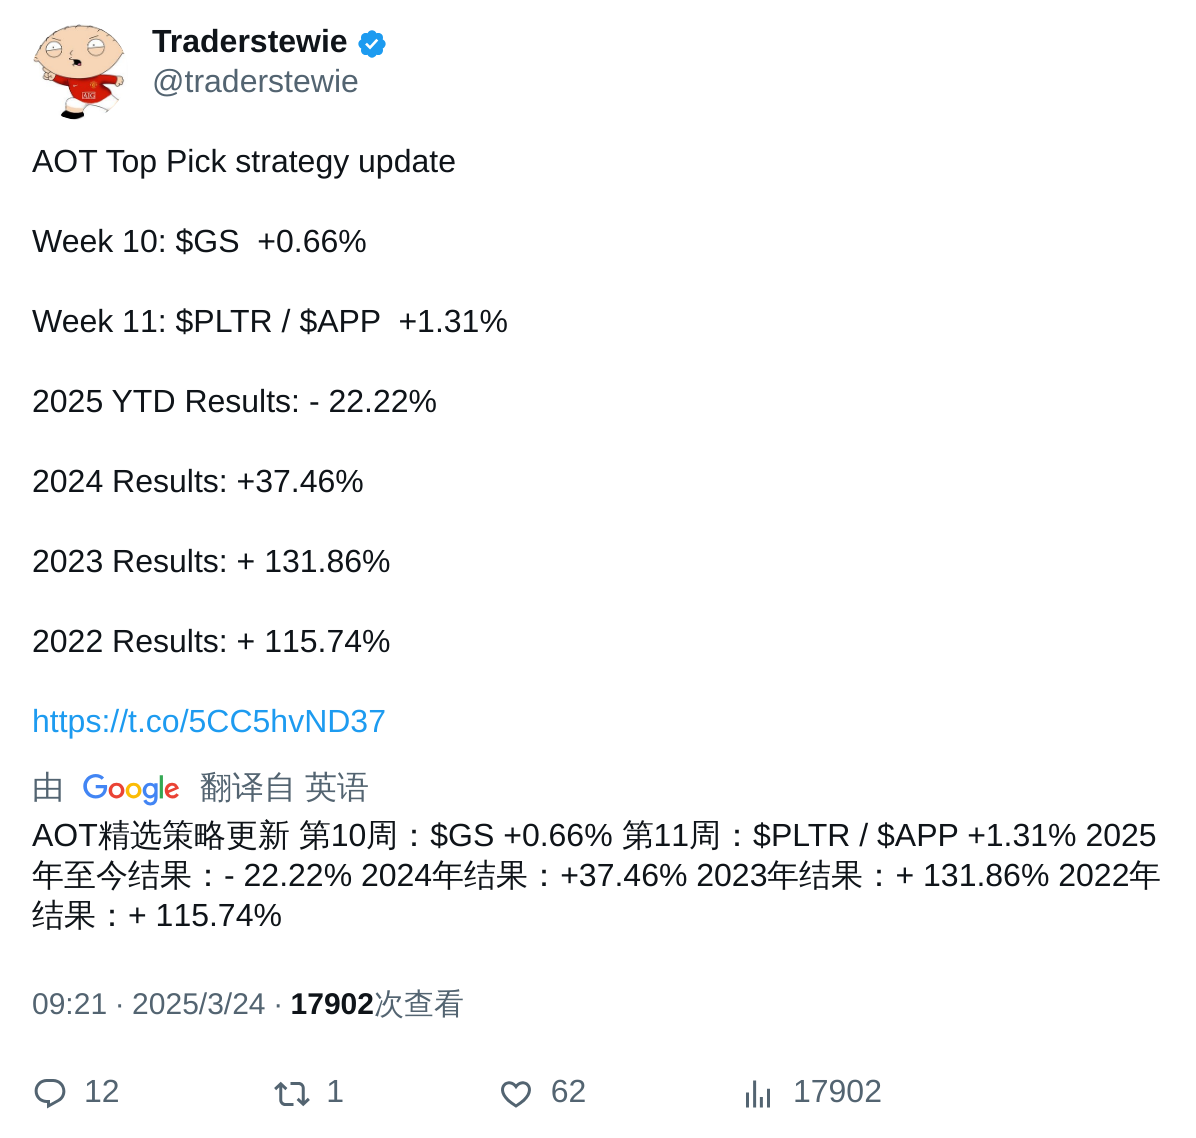 Traderstewie
@traderstewie
AIG
AOT Top Pick strategy update
Week 10: $GS  +0.66%
Week 11: $PLTR / $APP  +1.31%
2025 YTD Results: - 22.22%
2024 Results: +37.46%
2023 Results: + 131.86%
2022 Results: + 115.74%
https://t.co/5CC5hvND37
由 Google 翻译自 英语
AOT精选策略更新 第10周：$GS +0.66% 第11周：$PLTR / $APP +1.31% 2025
年至今结果：- 22.22% 2024年结果：+37.46% 2023年结果：+ 131.86% 2022年
结果：+ 115.74%
09:21 · 2025/3/24 · 17902次查看
12 1 62 17902